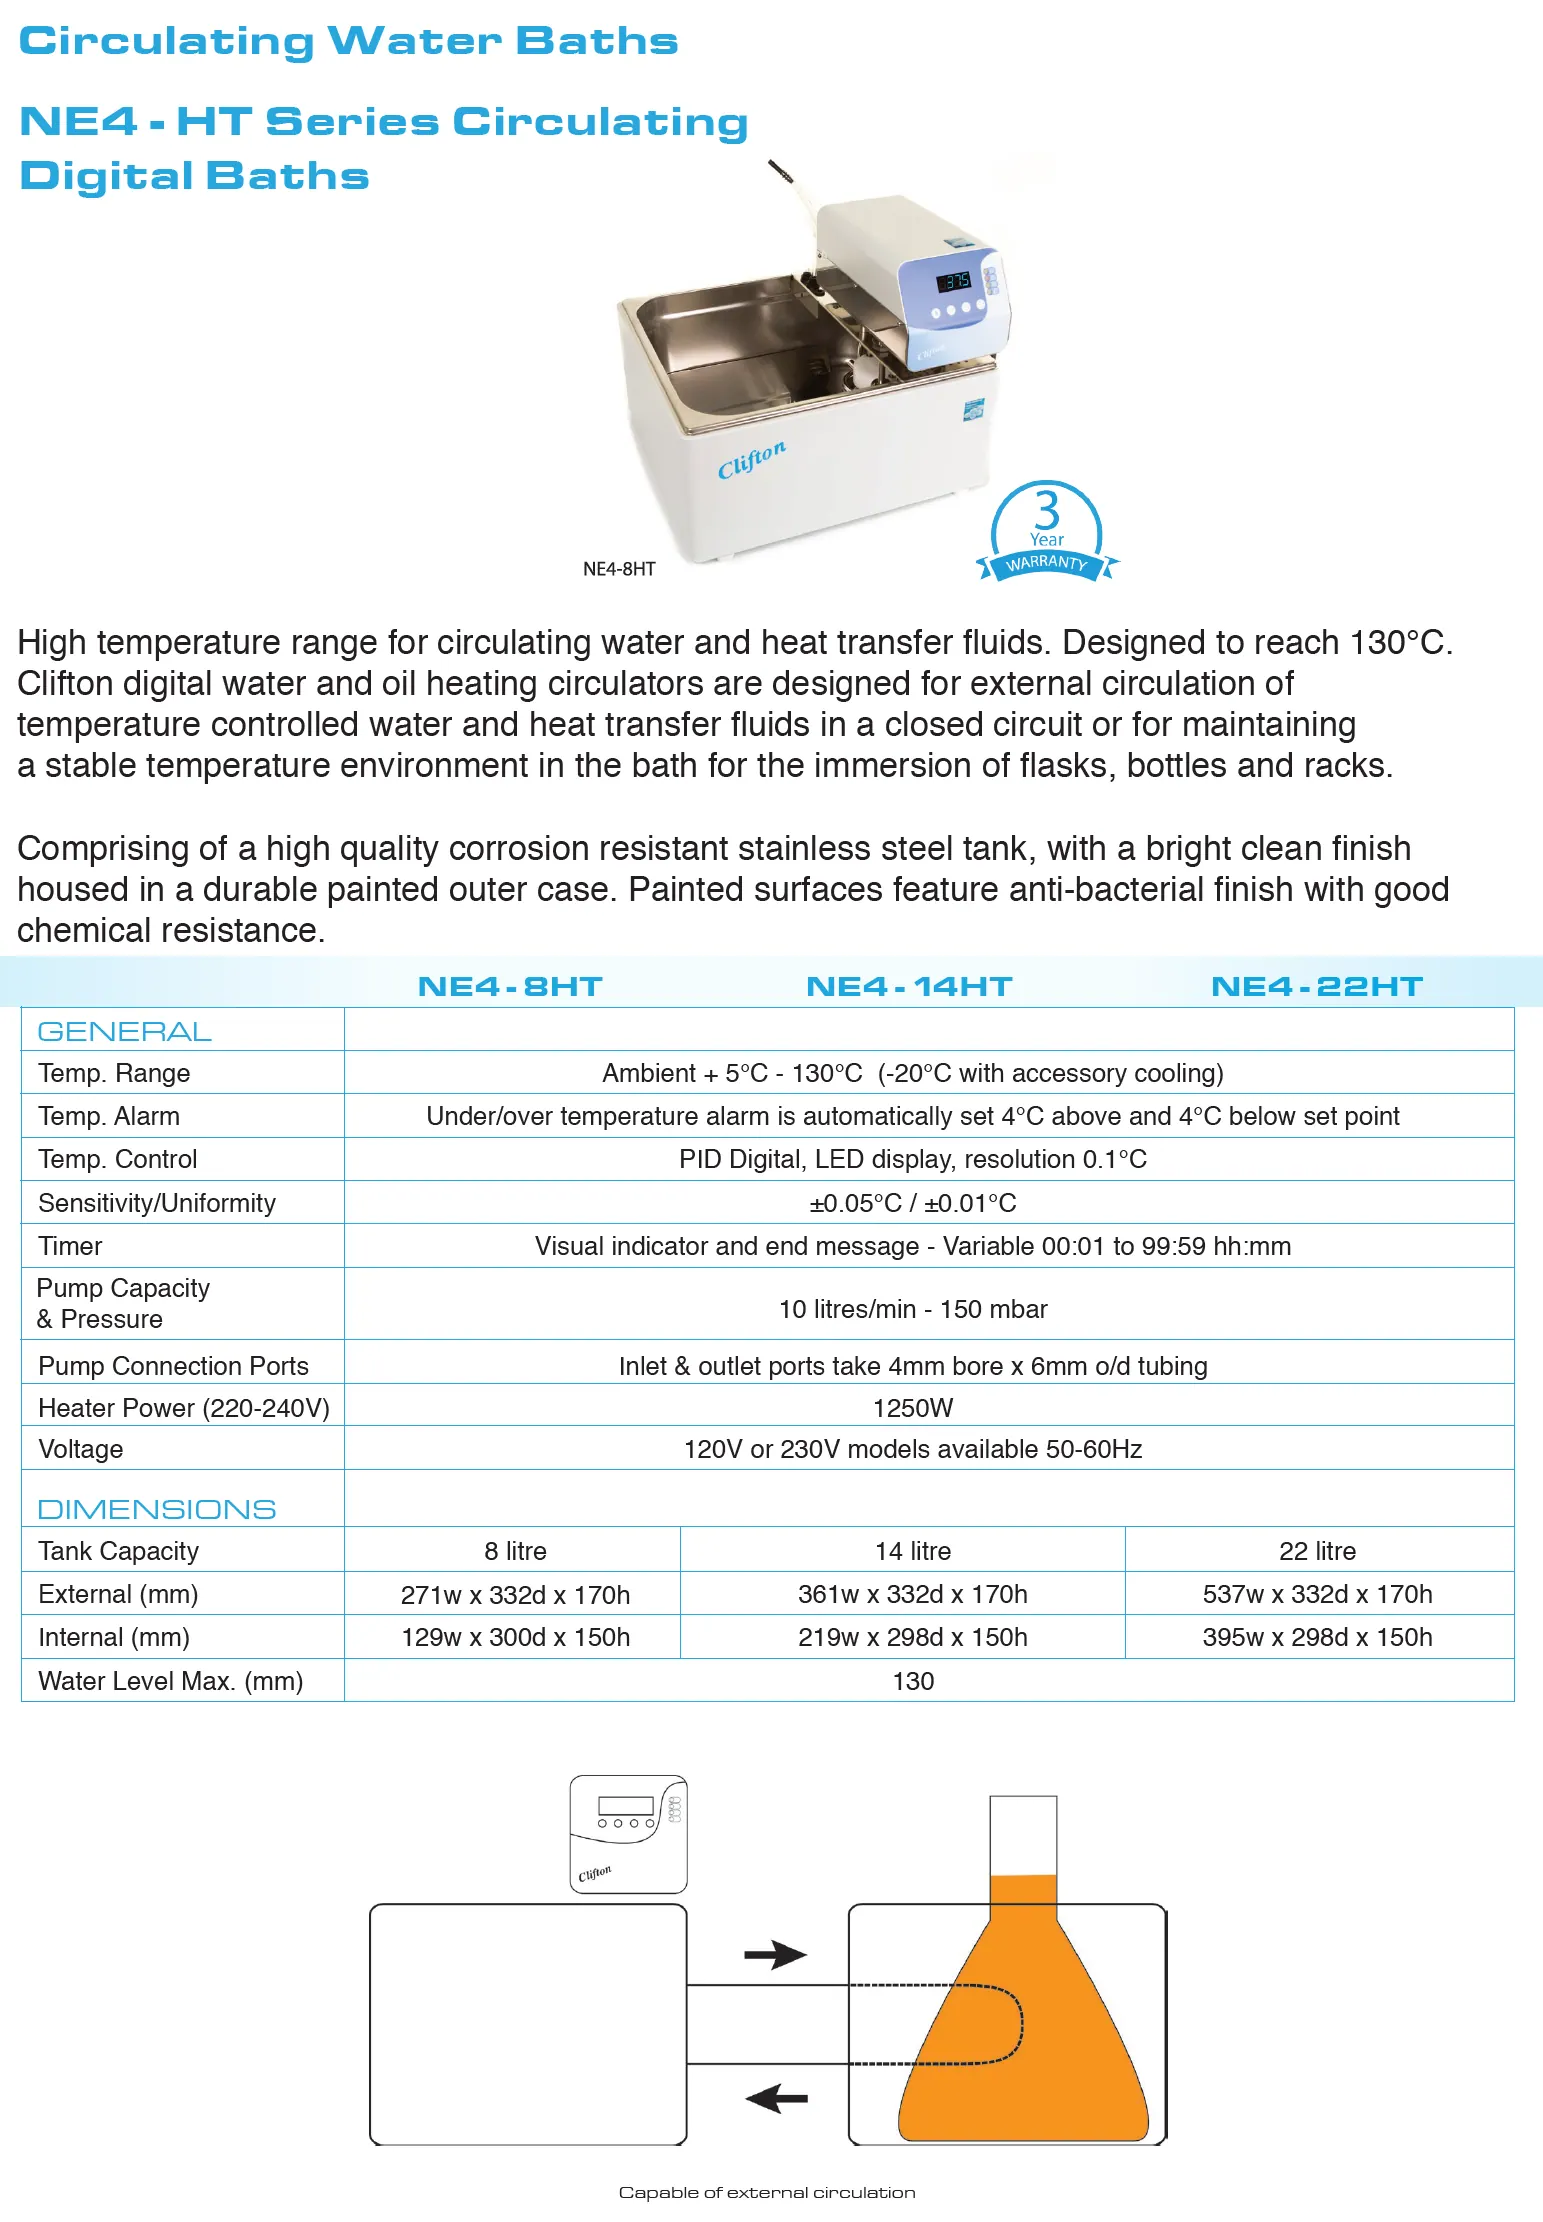 Circulating Water Baths
NE4 - HT Series Circulating
Digital Baths
375
Clifton
Clifton
NE4-8HT
3
Year
WARRANTY
High temperature range for circulating water and heat transfer fluids. Designed to reach 130°C.
Clifton digital water and oil heating circulators are designed for external circulation of
temperature controlled water and heat transfer fluids in a closed circuit or for maintaining
a stable temperature environment in the bath for the immersion of flasks, bottles and racks.
Comprising of a high quality corrosion resistant stainless steel tank, with a bright clean finish
housed in a durable painted outer case. Painted surfaces feature anti-bacterial finish with good
chemical resistance.
NE4 - 8HT NE4 - 14HT NE4 - 22HT
GENERAL
Temp. Range Ambient + 5°C - 130°C (-20°C with accessory cooling)
Temp. Alarm Under/over temperature alarm is automatically set 4°C above and 4°C below set point
Temp. Control PID Digital, LED display, resolution 0.1°C
Sensitivity/Uniformity ±0.05°C / ±0.01°C
Timer Visual indicator and end message - Variable 00:01 to 99:59 hh:mm
Pump Capacity
& Pressure 10 litres/min - 150 mbar
Pump Connection Ports Inlet & outlet ports take 4mm bore x 6mm o/d tubing
Heater Power (220-240V) 1250W
Voltage 120V or 230V models available 50-60Hz
DIMENSIONS
Tank Capacity 8 litre 14 litre 22 litre
External (mm) 271w x 332d x 170h 361w x 332d x 170h 537w x 332d x 170h
Internal (mm) 129w x 300d x 150h 219w x 298d x 150h 395w x 298d x 150h
Water Level Max. (mm) 130
Clifton
Capable of external circulation